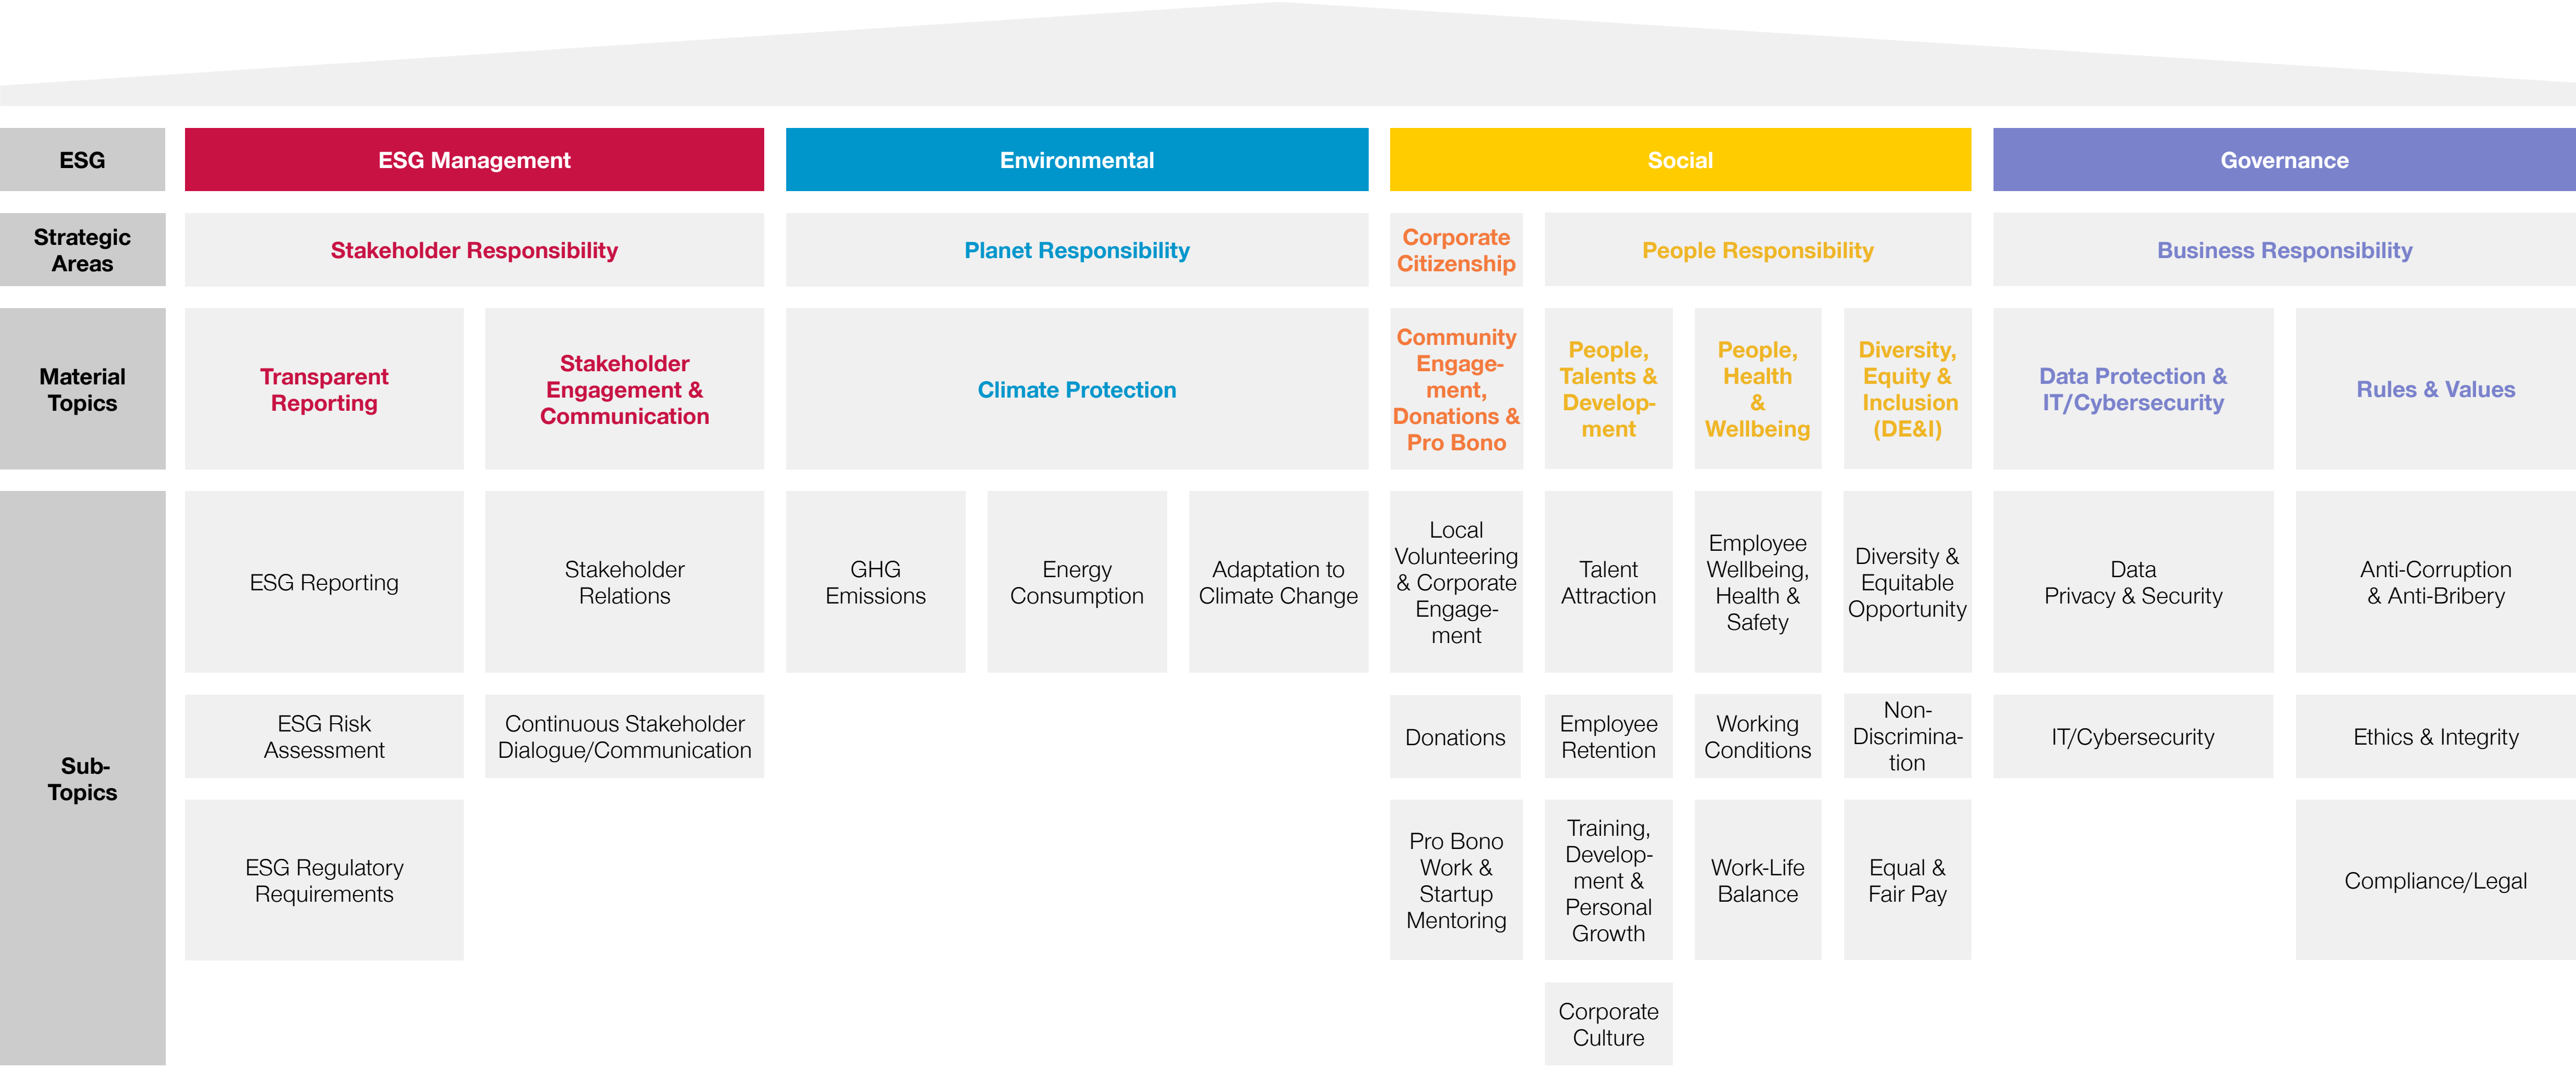 ESG
ESG Management
Environmental
Social
Governance
Strategic
Areas
Stakeholder Responsibility
Planet Responsibility
Corporate
Citizenship
People Responsibility
Business Responsibility
Material
Topics
Transparent
Reporting
Stakeholder
Engagement &
Communication
Climate Protection
Community
Engage-
ment,
Donations &
Pro Bono
People,
Talents &
Develop-
ment
People,
Health
&
Wellbeing
Diversity,
Equity &
Inclusion
(DE&I)
Data Protection &
IT/Cybersecurity
Rules & Values
Sub-
Topics
ESG Reporting
Stakeholder
Relations
GHG
Emissions
Energy
Consumption
Adaptation to
Climate Change
Local
Volunteering
& Corporate
Engage-
ment
Talent
Attraction
Employee
Wellbeing,
Health &
Safety
Diversity &
Equitable
Opportunity
Data
Privacy & Security
Anti-Corruption
& Anti-Bribery
ESG Risk
Assessment
Continuous Stakeholder
Dialogue/Communication
Donations
Employee
Retention
Working
Conditions
Non-
Discrimina-
tion
IT/Cybersecurity
Ethics & Integrity
ESG Regulatory
Requirements
Pro Bono
Work &
Startup
Mentoring
Training,
Develop-
ment &
Personal
Growth
Work-Life
Balance
Equal &
Fair Pay
Compliance/Legal
Corporate
Culture